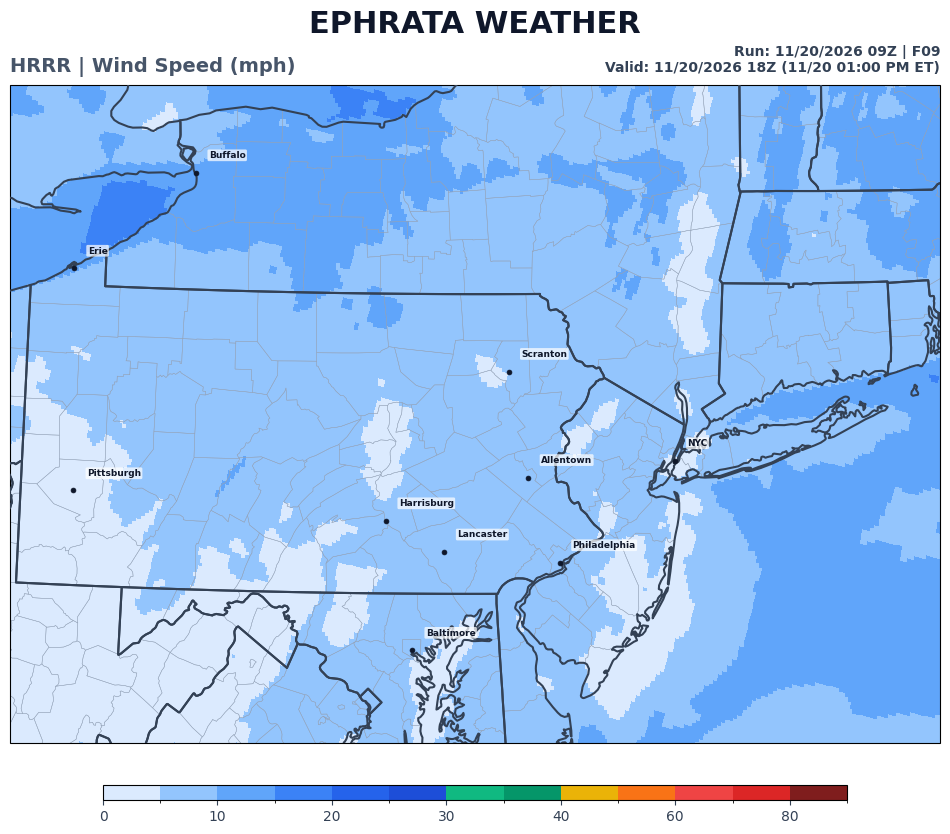 EPHRATA WEATHER
HRRR | Wind Speed (mph)
Run: 11/20/2026 09Z | F09
Valid: 11/20/2026 18Z (11/20 01:00 PM ET)
Buffalo
Erie
Scranton
NYC
Pittsburgh
Allentown
Harrisburg
Lancaster
Philadelphia
Baltimore
0 10 20 30 40 60 80